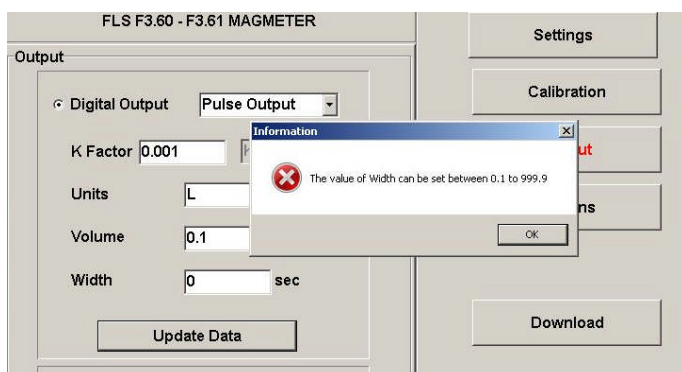 FLS F3.60 - F3.61 MAGMETER
Output
Digital Output Pulse Output
K Factor 0.001
Units L
Volume 0.1
Width 0 sec
Update Data
Information
The value of Width can be set between 0.1 to 999.9
OK
Settings
Calibration
ut
ns
Download